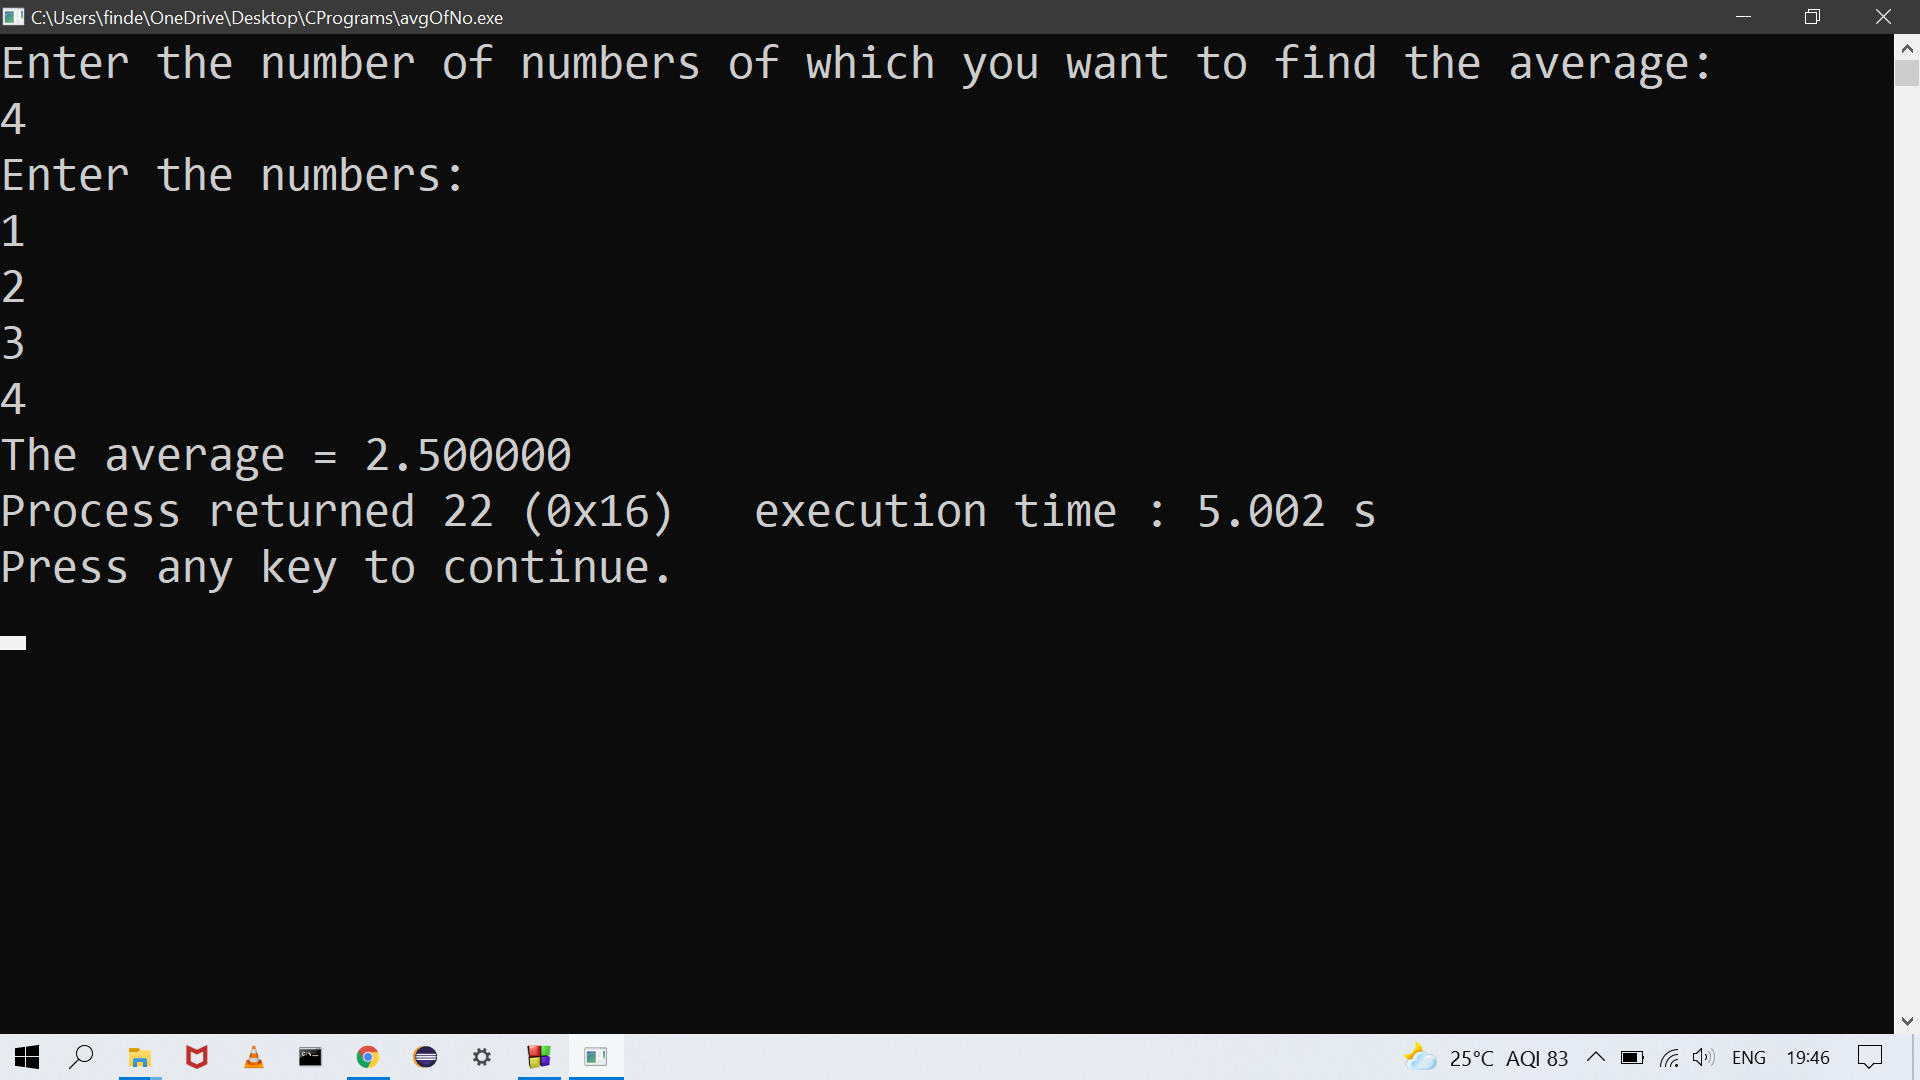 C:\Users\finde\OneDrive\Desktop\CPrograms\avgOfNo.exe
Enter the number of numbers of which you want to find the average:
4
Enter the numbers:
1
2
3
4
The average = 2.500000
Process returned 22 (0x16)   execution time : 5.002 s
Press any key to continue.
25°C AQI 83 ENG 19:46